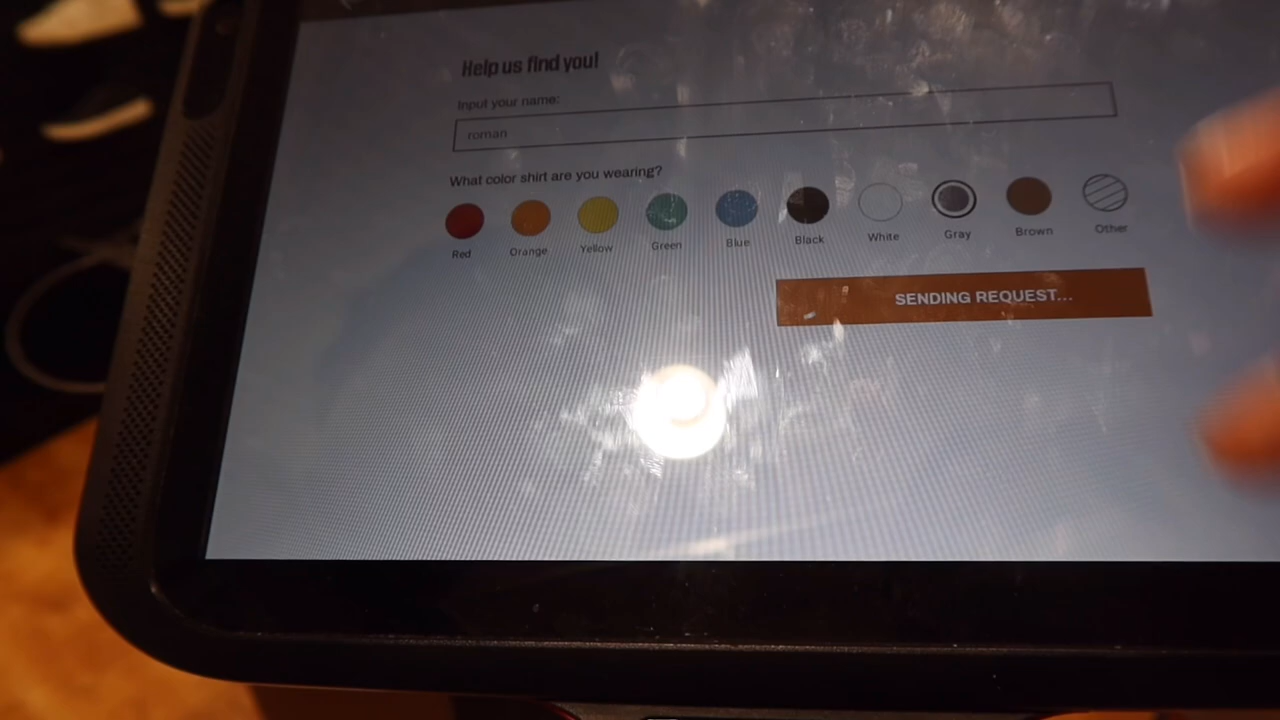 Help us find you!
Input your name:
roman
What color shirt are you wearing?
Red Orange Yellow Green Blue Black White Gray Brown Other
SENDING REQUEST...